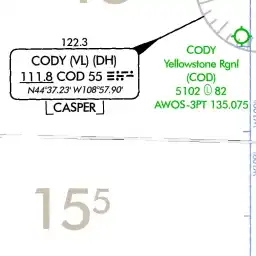 122.3
CODY (VL) (DH)
111.8 COD 55
N44°37.23' W108°57.90'
CASPER
CODY
Yellowstone Rgnl
(COD)
5102 Ⓛ 82
AWOS-3PT 135.075
15⁵